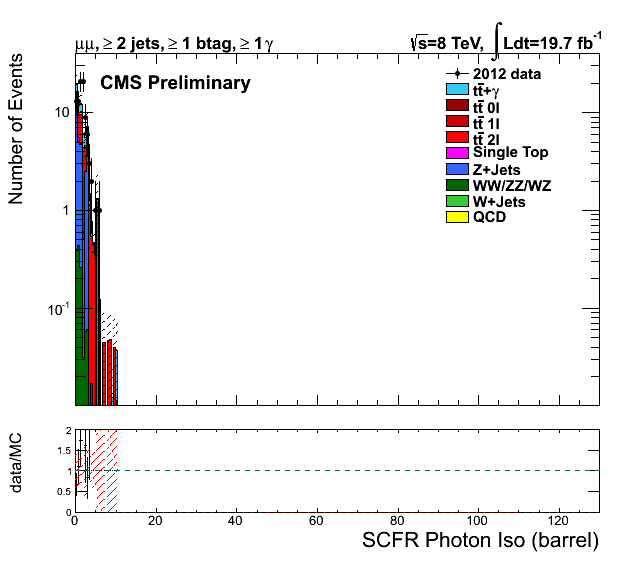 μμ, ≥ 2 jets, ≥ 1 btag, ≥ 1 γ
√s=8 TeV, ∫ Ldt=19.7 fb⁻¹
CMS Preliminary
Number of Events
10
1
10⁻¹
2012 data
tt̅+γ
tt̅ 0l
tt̅ 1l
tt̅ 2l
Single Top
Z+Jets
WW/ZZ/WZ
W+Jets
QCD
data/MC
2
1.5
1
0.5
0
0 20 40 60 80 100 120
SCFR Photon Iso (barrel)